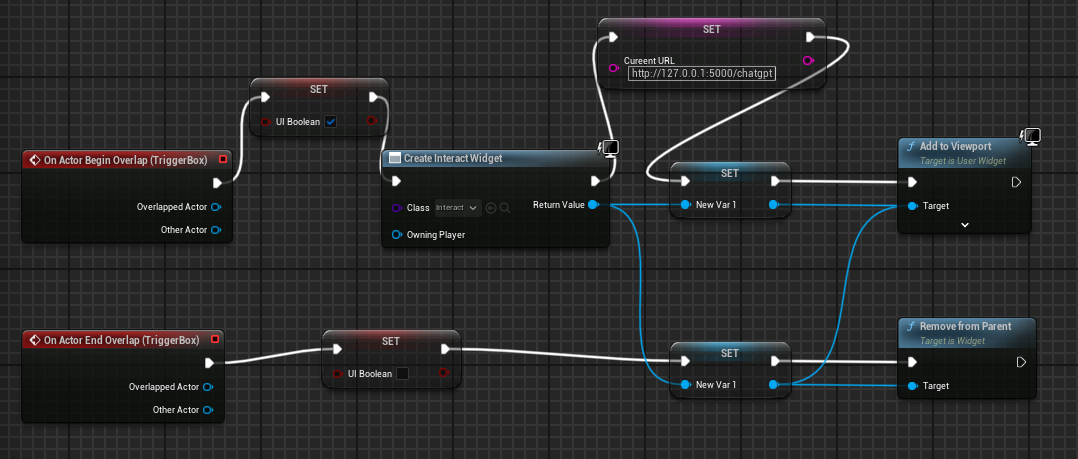 SET
Cureent URL
http://127.0.0.1:5000/chatgpt
SET
UI Boolean
On Actor Begin Overlap (TriggerBox)
Overlapped Actor
Other Actor
Create Interact Widget
Class
Interact
Return Value
Owning Player
SET
New Var 1
f Add to Viewport
Target is User Widget
Target
On Actor End Overlap (TriggerBox)
Overlapped Actor
Other Actor
SET
UI Boolean
SET
New Var 1
f Remove from Parent
Target is Widget
Target